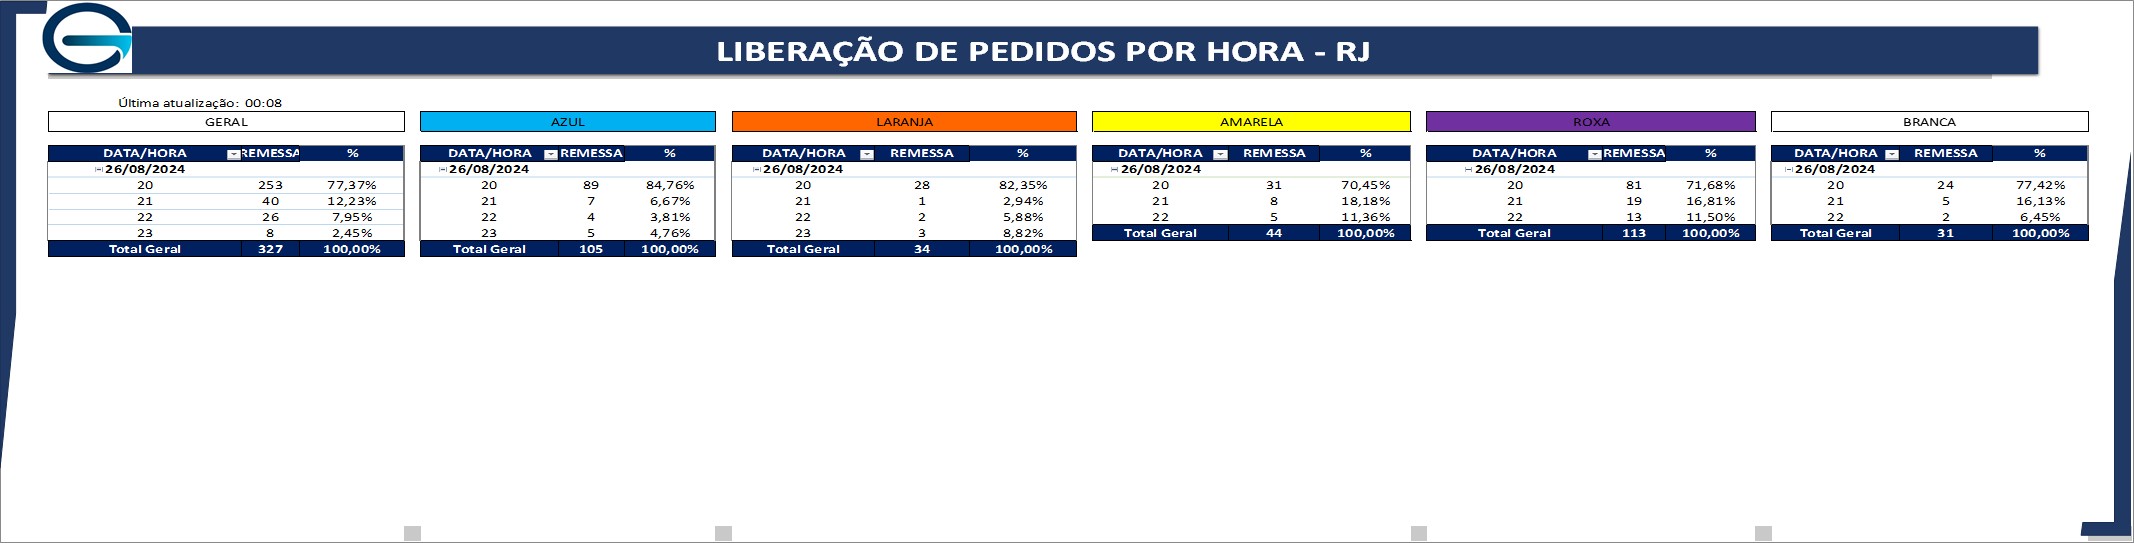 LIBERAÇÃO DE PEDIDOS POR HORA - RJ
Última atualização: 00:08
GERAL
DATA/HORA REMESSA %
26/08/2024
20 253 77,37%
21 40 12,23%
22 26 7,95%
23 8 2,45%
Total Geral 327 100,00%
AZUL
DATA/HORA REMESSA %
26/08/2024
20 89 84,76%
21 7 6,67%
22 4 3,81%
23 5 4,76%
Total Geral 105 100,00%
LARANJA
DATA/HORA REMESSA %
26/08/2024
20 28 82,35%
21 1 2,94%
22 2 5,88%
23 3 8,82%
Total Geral 34 100,00%
AMARELA
DATA/HORA REMESSA %
26/08/2024
20 31 70,45%
21 8 18,18%
22 5 11,36%
Total Geral 44 100,00%
ROXA
DATA/HORA REMESSA %
26/08/2024
20 81 71,68%
21 19 16,81%
22 13 11,50%
Total Geral 113 100,00%
BRANCA
DATA/HORA REMESSA %
26/08/2024
20 24 77,42%
21 5 16,13%
22 2 6,45%
Total Geral 31 100,00%